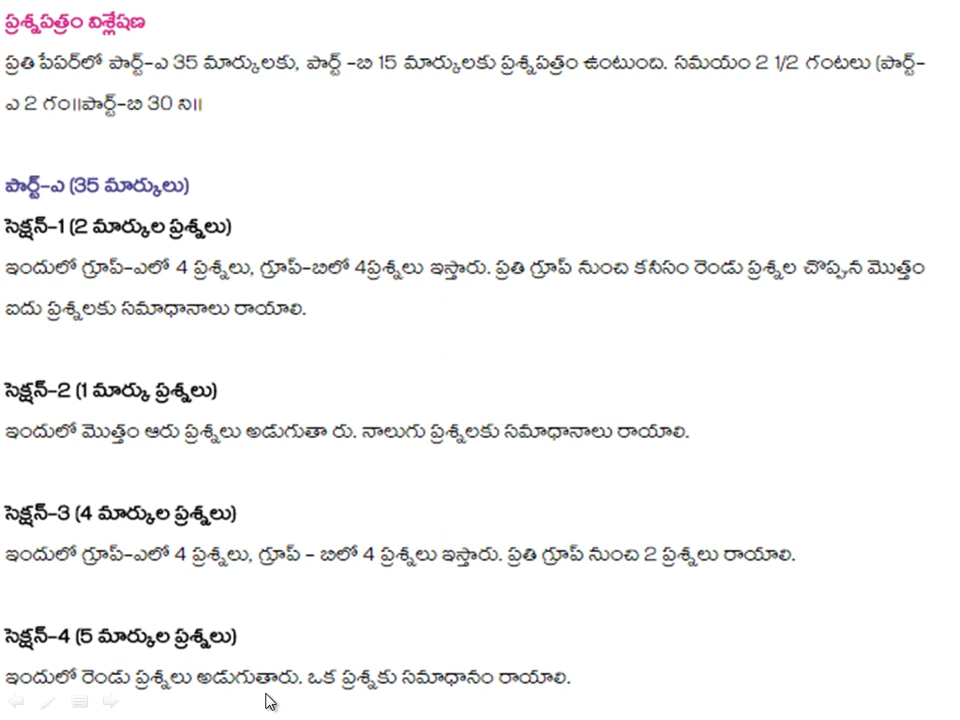 ప్రశ్నపత్రం విశ్లేషణ
ప్రతి పేపర్‌లో పార్ట్-ఎ 35 మార్కులకు, పార్ట్ -బి 15 మార్కులకు ప్రశ్నపత్రం ఉంటుంది. సమయం 2 1/2 గంటలు (పార్ట్-
ఎ 2 గం॥పార్ట్-బి 30 ని॥
పార్ట్-ఎ (35 మార్కులు)
సెక్షన్-1 (2 మార్కుల ప్రశ్నలు)
ఇందులో గ్రూప్-ఎలో 4 ప్రశ్నలు, గ్రూప్-బిలో 4ప్రశ్నలు ఇస్తారు. ప్రతి గ్రూప్ నుంచి కనీసం రెండు ప్రశ్నల చొప్పన మొత్తం
ఐదు ప్రశ్నలకు సమాధానాలు రాయాలి.
సెక్షన్-2 (1 మార్కు ప్రశ్నలు)
ఇందులో మొత్తం ఆరు ప్రశ్నలు అడుగుతా రు. నాలుగు ప్రశ్నలకు సమాధానాలు రాయాలి.
సెక్షన్-3 (4 మార్కుల ప్రశ్నలు)
ఇందులో గ్రూప్-ఎలో 4 ప్రశ్నలు, గ్రూప్ - బిలో 4 ప్రశ్నలు ఇస్తారు. ప్రతి గ్రూప్ నుంచి 2 ప్రశ్నలు రాయాలి.
సెక్షన్-4 (5 మార్కుల ప్రశ్నలు)
ఇందులో రెండు ప్రశ్నలు అడుగుతారు. ఒక ప్రశ్నకు సమాధానం రాయాలి.